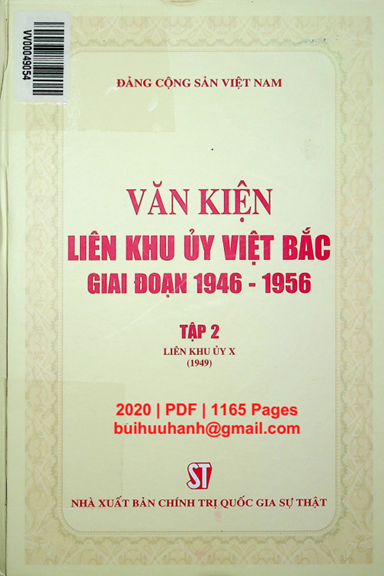 VV00049054
ĐẢNG CỘNG SẢN VIỆT NAM
VĂN KIỆN
LIÊN KHU ỦY VIỆT BẮC
GIAI ĐOẠN 1946 - 1956
TẬP 2
LIÊN KHU ỦY X
(1949)
2020 | PDF | 1165 Pages
buihuuhanh@gmail.com
ST
NHÀ XUẤT BẢN CHÍNH TRỊ QUỐC GIA SỰ THẬT